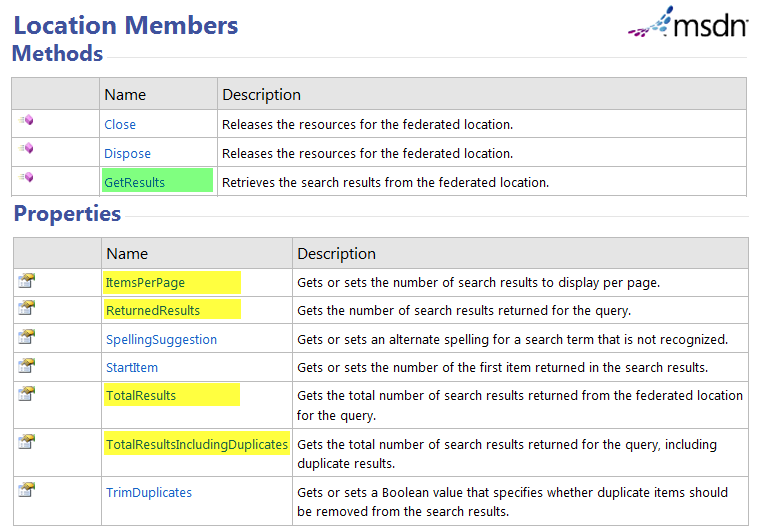 Location Members
msdn
Methods
Name Description
Close Releases the resources for the federated location.
Dispose Releases the resources for the federated location.
GetResults Retrieves the search results from the federated location.
Properties
Name Description
ItemsPerPage Gets or sets the number of search results to display per page.
ReturnedResults Gets the number of search results returned for the query.
SpellingSuggestion Gets or sets an alternate spelling for a search term that is not recognized.
StartItem Gets or sets the number of the first item returned in the search results.
TotalResults Gets the total number of search results returned from the federated location
for the query.
TotalResultsIncludingDuplicates Gets the total number of search results returned for the query, including
duplicate results.
TrimDuplicates Gets or sets a Boolean value that specifies whether duplicate items should
be removed from the search results.